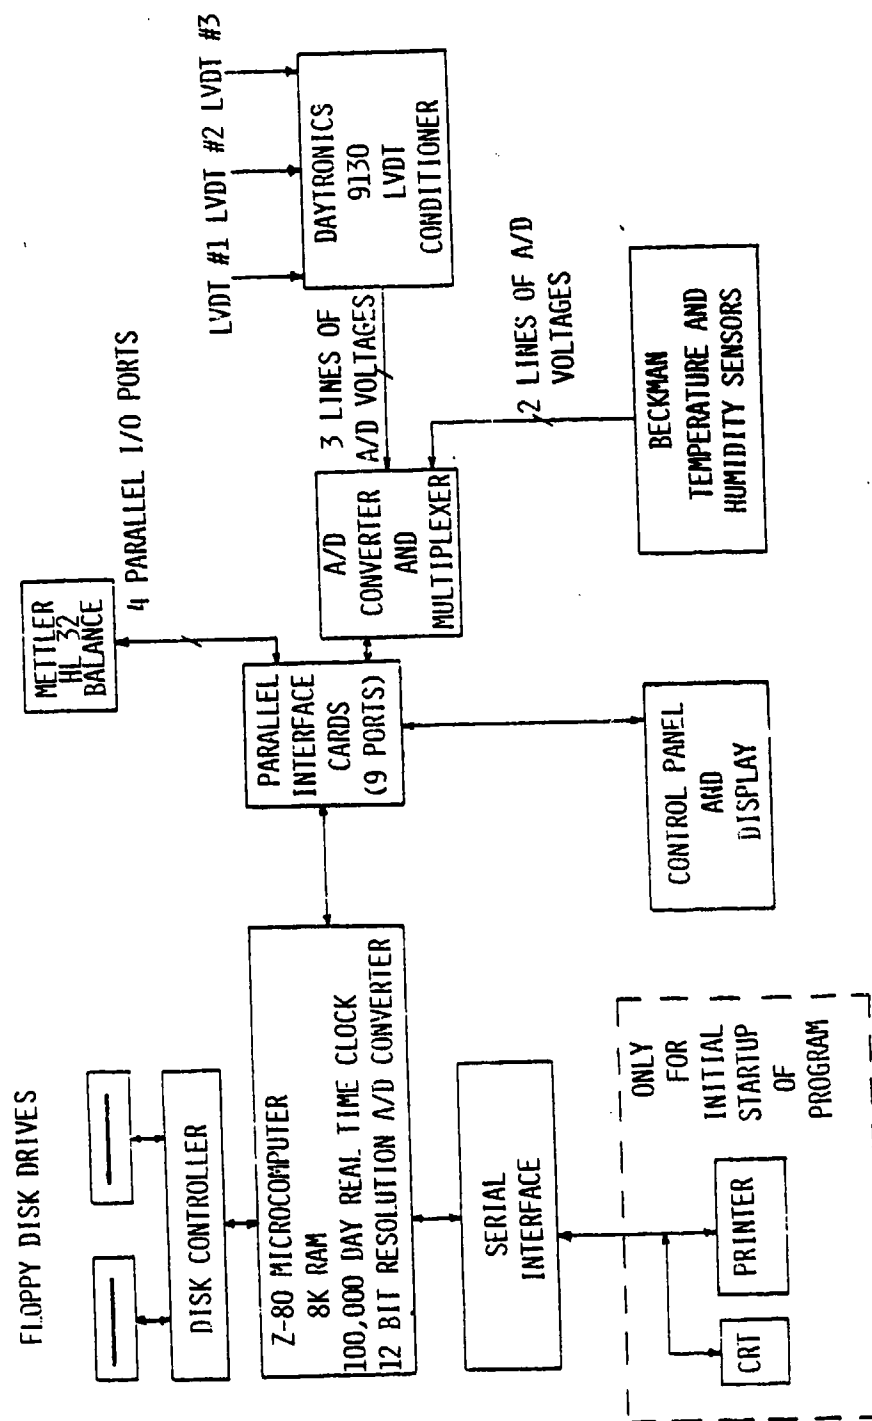 FLOPPY DISK DRIVES
DISK CONTROLLER
Z-80 MICROCOMPUTER
8K RAM
100,000 DAY REAL TIME CLOCK
12 BIT RESOLUTION A/D CONVERTER
SERIAL
INTERFACE
CRT
PRINTER
ONLY
FOR
INITIAL
STARTUP
OF
PROGRAM
METTLER
HL 32
BALANCE
4 PARALLEL I/O PORTS
PARALLEL
INTERFACE
CARDS
(9 PORTS)
CONTROL PANEL
AND
DISPLAY
A/D
CONVERTER
AND
MULTIPLEXER
3 LINES OF
A/D VOLTAGES
LVDT #1 LVDT #2 LVDT #3
DAYTRONICS
9130
LVDT
CONDITIONER
2 LINES OF A/D
VOLTAGES
BECKMAN
TEMPERATURE AND
HUMIDITY SENSORS